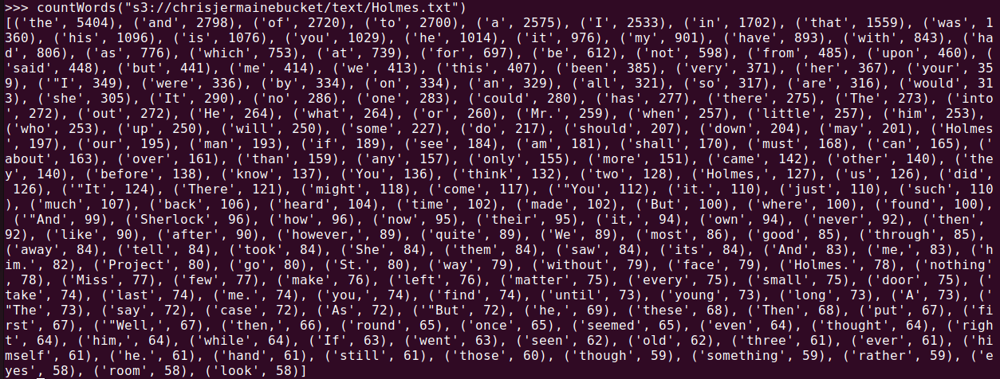 >>> countWords("s3://chrisjermainebucket/text/Holmes.txt")
[('the', 5404), ('and', 2798), ('of', 2720), ('to', 2700), ('a', 2575), ('I', 2533), ('in', 1702), ('that', 1559), ('was', 1
360), ('his', 1096), ('is', 1076), ('you', 1029), ('he', 1014), ('it', 976), ('my', 901), ('have', 893), ('with', 843), ('ha
d', 806), ('as', 776), ('which', 753), ('at', 739), ('for', 697), ('be', 612), ('not', 598), ('from', 485), ('upon', 460), (
'said', 448), ('but', 441), ('me', 414), ('we', 413), ('this', 407), ('been', 385), ('very', 371), ('her', 367), ('your', 35
9), ('"I', 349), ('were', 336), ('by', 334), ('on', 334), ('an', 329), ('all', 321), ('so', 317), ('are', 316), ('would', 31
3), ('she', 305), ('It', 290), ('no', 286), ('one', 283), ('could', 280), ('has', 277), ('there', 275), ('The', 273), ('into
', 272), ('out', 272), ('He', 264), ('what', 264), ('or', 260), ('Mr.', 259), ('when', 257), ('little', 257), ('him', 253),
('who', 253), ('up', 250), ('will', 250), ('some', 227), ('do', 217), ('should', 207), ('down', 204), ('may', 201), ('Holmes
', 197), ('our', 195), ('man', 193), ('if', 189), ('see', 184), ('am', 181), ('shall', 170), ('must', 168), ('can', 165), ('
about', 163), ('over', 161), ('than', 159), ('any', 157), ('only', 155), ('more', 151), ('came', 142), ('other', 140), ('the
y', 140), ('before', 138), ('know', 137), ('You', 136), ('think', 132), ('two', 128), ('Holmes,', 127), ('us', 126), ('did',
 126), ('"It', 124), ('There', 121), ('might', 118), ('come', 117), ('"You', 112), ('it.', 110), ('just', 110), ('such', 110
), ('much', 107), ('back', 106), ('heard', 104), ('time', 102), ('made', 102), ('But', 100), ('where', 100), ('found', 100),
 ('"And', 99), ('Sherlock', 96), ('how', 96), ('now', 95), ('their', 95), ('it,', 94), ('own', 94), ('never', 92), ('then',
92), ('like', 90), ('after', 90), ('however,', 89), ('quite', 89), ('We', 89), ('most', 86), ('good', 85), ('through', 85),
('away', 84), ('tell', 84), ('took', 84), ('She', 84), ('them', 84), ('saw', 84), ('its', 84), ('And', 83), ('me,', 83), ('h
im.', 82), ('Project', 80), ('go', 80), ('St.', 80), ('way', 79), ('without', 79), ('face', 79), ('Holmes.', 78), ('nothing'
, 78), ('Miss', 77), ('few', 77), ('make', 76), ('left', 76), ('matter', 75), ('every', 75), ('small', 75), ('door', 75), ('
take', 74), ('last', 74), ('me.', 74), ('you,', 74), ('find', 74), ('until', 73), ('young', 73), ('long', 73), ('A', 73), ('
"The', 73), ('say', 72), ('case', 72), ('As', 72), ('"But', 72), ('he,', 69), ('these', 68), ('Then', 68), ('put', 67), ('fi
rst', 67), ('"Well,', 67), ('then,', 66), ('round', 65), ('once', 65), ('seemed', 65), ('even', 64), ('thought', 64), ('righ
t', 64), ('him,', 64), ('while', 64), ('If', 63), ('went', 63), ('seen', 62), ('old', 62), ('three', 61), ('ever', 61), ('hi
mself', 61), ('he.', 61), ('hand', 61), ('still', 61), ('those', 60), ('though', 59), ('something', 59), ('rather', 59), ('e
yes', 58), ('room', 58), ('look', 58)]